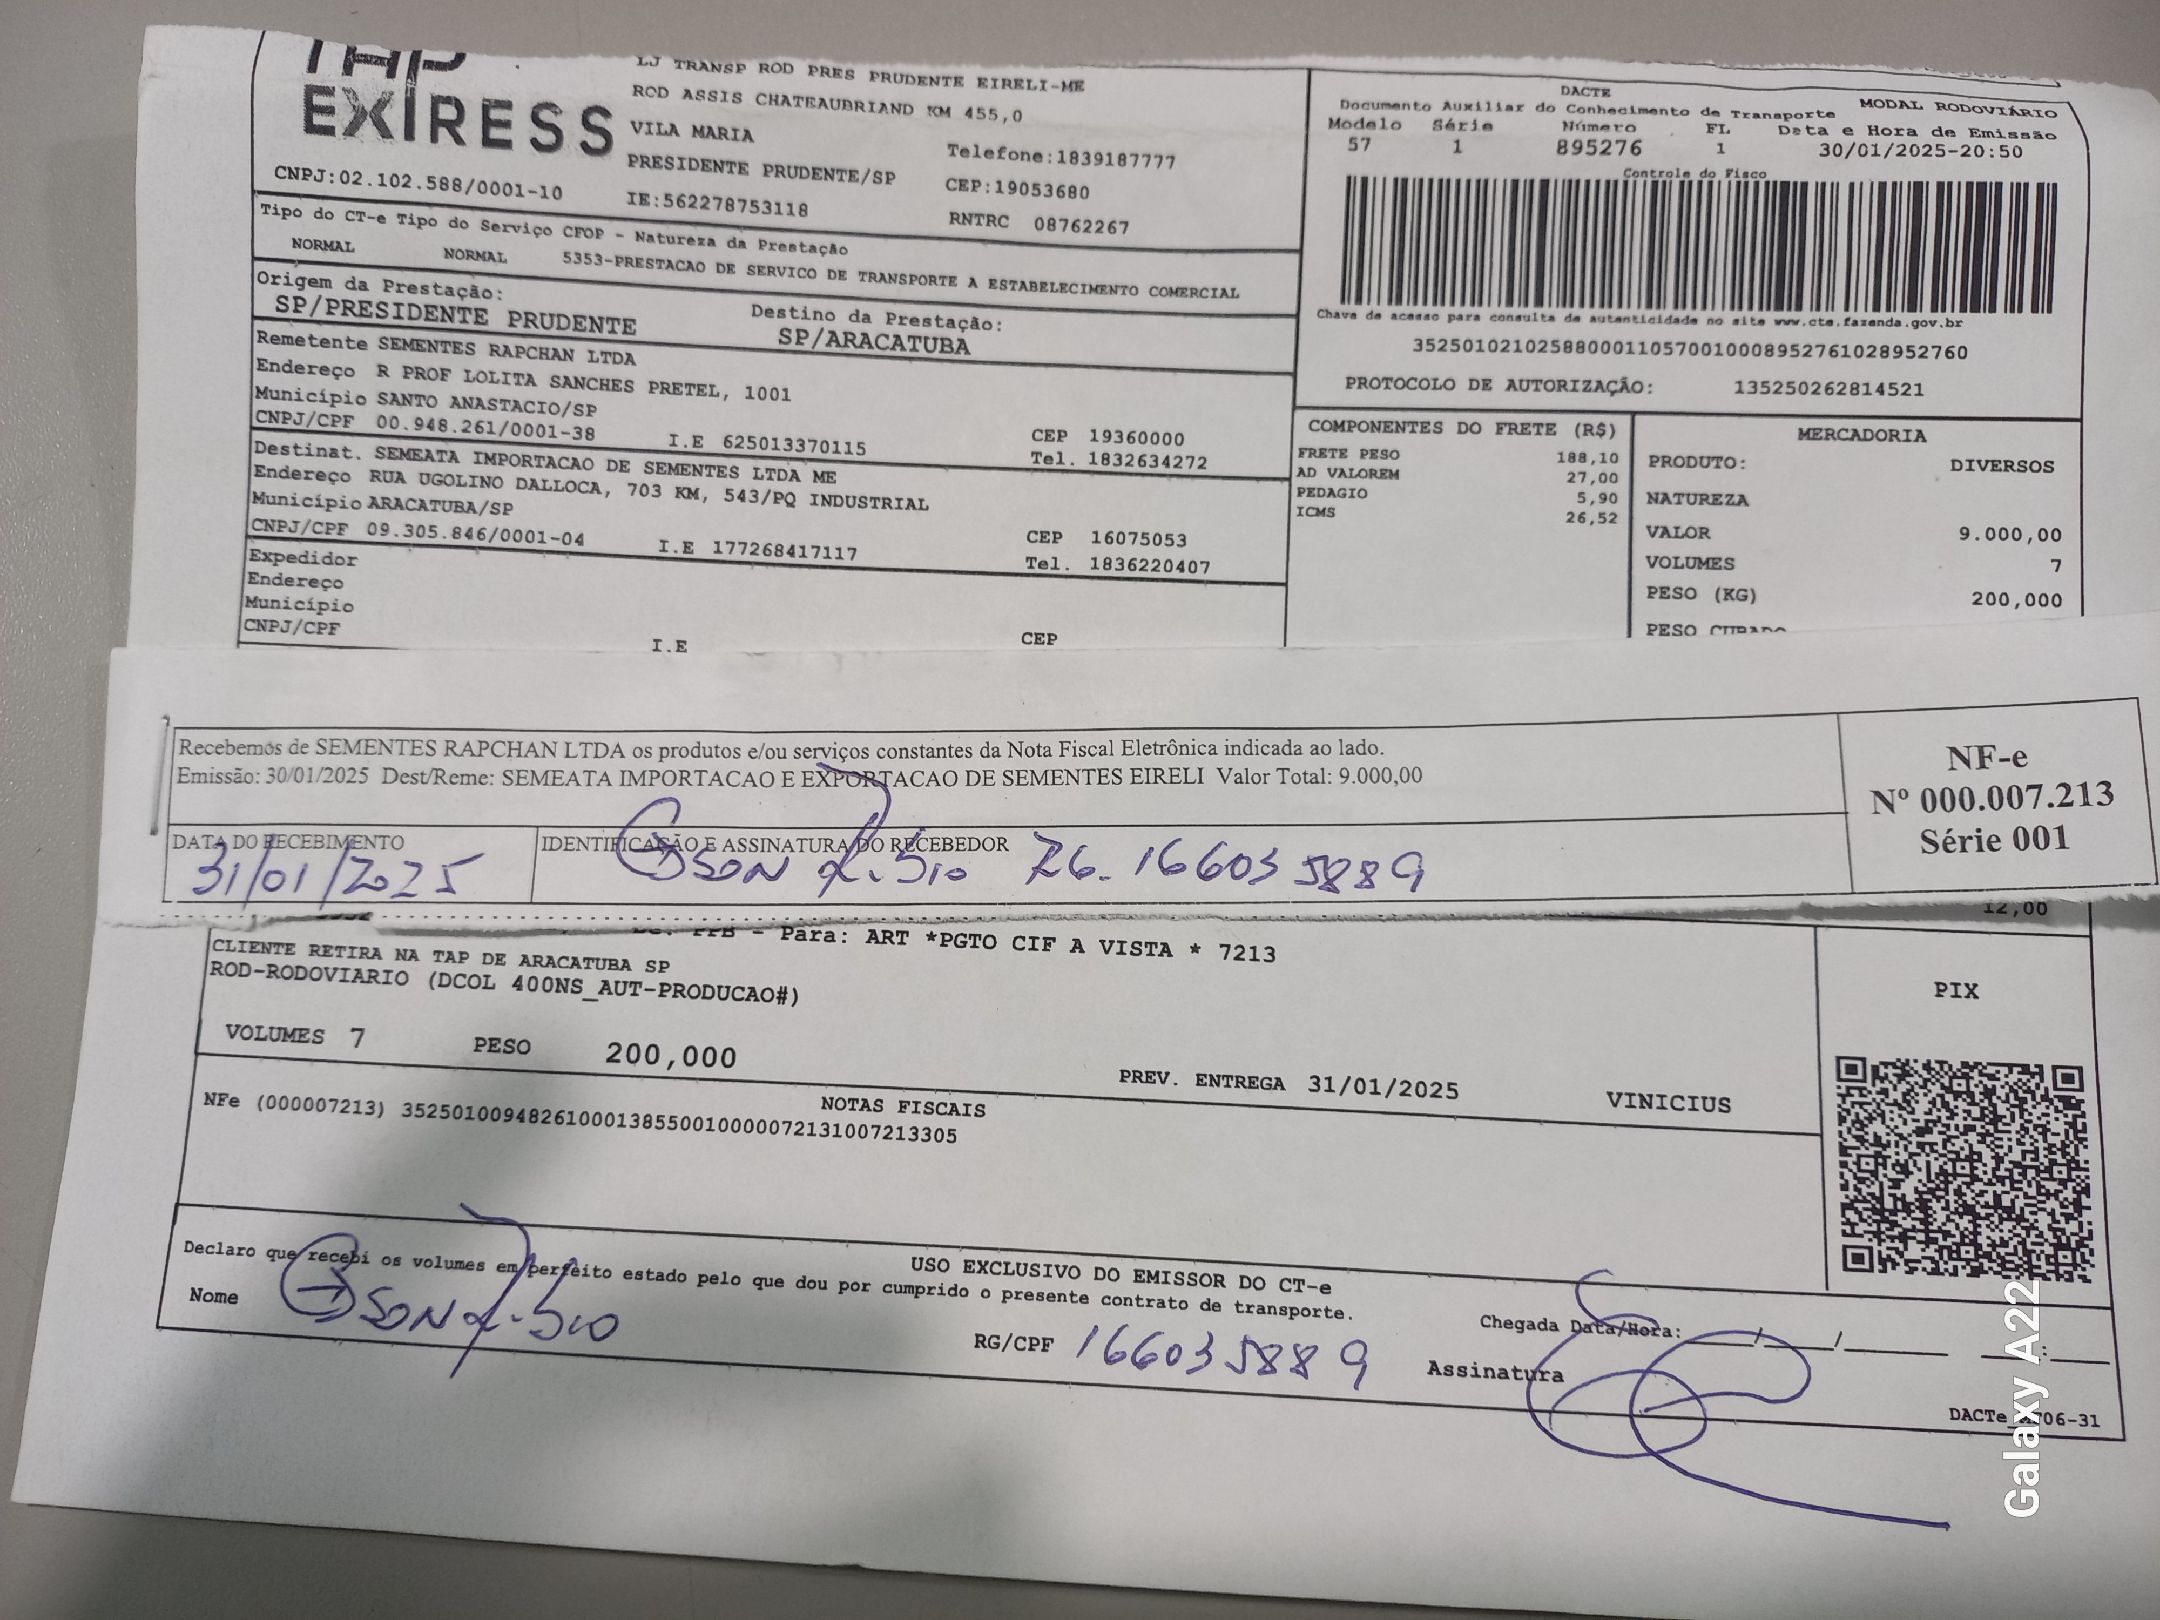 TAP
EXIRESS
CNPJ:02.102.588/0001-10
LJ TRANSP ROD PRES PRUDENTE EIRELI-ME
ROD ASSIS CHATEAUBRIAND KM 455,0
VILA MARIA
PRESIDENTE PRUDENTE/SP
IE:562278753118
Telefone:1839187777
CEP:19053680
RNTRC 08762267
DACTE MODAL RODOVIÁRIO
Documento Auxiliar do Conhecimento de Transporte
Modelo Série Número FL Data e Hora de Emissão
57 1 895276 1 30/01/2025-20:50
Controle do Fisco
Chave de acesso para consulta de autenticidade no site www.cte.fazenda.gov.br
35250102102588000110570010008952761028952760
PROTOCOLO DE AUTORIZAÇÃO: 135250262814521
Tipo do CT-e Tipo do Serviço CFOP - Natureza da Prestação
NORMAL NORMAL 5353-PRESTACAO DE SERVICO DE TRANSPORTE A ESTABELECIMENTO COMERCIAL
Origem da Prestação: Destino da Prestação:
SP/PRESIDENTE PRUDENTE SP/ARACATUBA
Remetente SEMENTES RAPCHAN LTDA
Endereço R PROF LOLITA SANCHES PRETEL, 1001
Município SANTO ANASTACIO/SP CEP 19360000
CNPJ/CPF 00.948.261/0001-38 I.E 625013370115 Tel. 1832634272
Destinat. SEMEATA IMPORTACAO DE SEMENTES LTDA ME
Endereço RUA UGOLINO DALLOCA, 703 KM, 543/PQ INDUSTRIAL
Município ARACATUBA/SP CEP 16075053
CNPJ/CPF 09.305.846/0001-04 I.E 177268417117 Tel. 1836220407
Expedidor
Endereço
Município CEP
CNPJ/CPF I.E
COMPONENTES DO FRETE (R$)
FRETE PESO 188,10
AD VALOREM 27,00
PEDAGIO 5,90
ICMS 26,52
MERCADORIA
PRODUTO: DIVERSOS
NATUREZA
VALOR 9.000,00
VOLUMES 7
PESO (KG) 200,000
PESO CUBADO
Recebemos de SEMENTES RAPCHAN LTDA os produtos e/ou serviços constantes da Nota Fiscal Eletrônica indicada ao lado.
Emissão: 30/01/2025 Dest/Reme: SEMEATA IMPORTACAO E EXPORTACAO DE SEMENTES EIRELI Valor Total: 9.000,00
DATA DO RECEBIMENTO IDENTIFICAÇÃO E ASSINATURA DO RECEBEDOR
31/01/2025 166035889
NF-e
Nº 000.007.213
Série 001
12,00
Para: ART *PGTO CIF A VISTA * 7213
CLIENTE RETIRA NA TAP DE ARACATUBA SP
ROD-RODOVIARIO (DCOL 400NS_AUT-PRODUCAO#)
VOLUMES 7 PESO 200,000
PREV. ENTREGA 31/01/2025 VINICIUS
PIX
NOTAS FISCAIS
NFe (000007213) 35250100948261000138550010000072131007213305
USO EXCLUSIVO DO EMISSOR DO CT-e
Declaro que recebi os volumes em perfeito estado pelo que dou por cumprido o presente contrato de transporte.
Nome RG/CPF 166035889
Chegada Data/Hora: __/__/__ __:__
Assinatura
DACTe 06-31
Galaxy A22